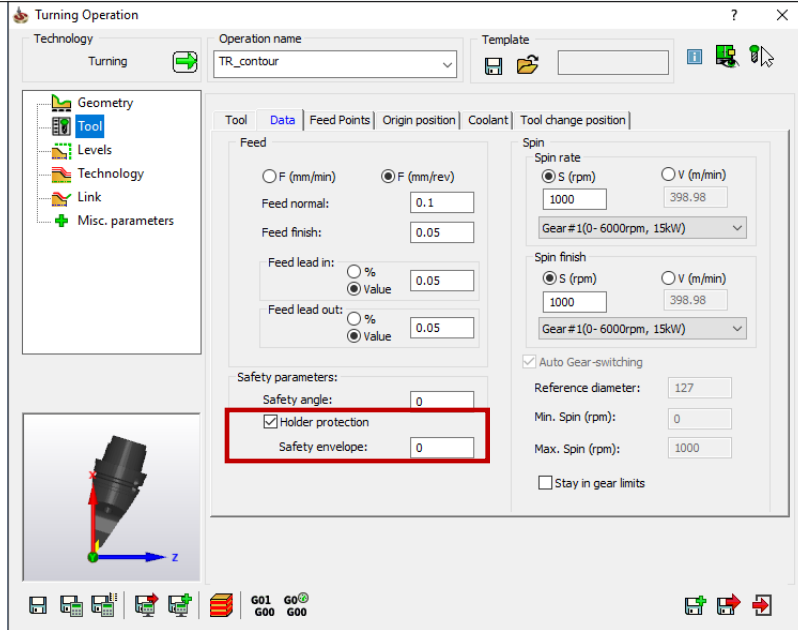 Turning Operation
?
Technology
Turning
Operation name
TR_contour
Template
Geometry
Tool
Levels
Technology
Link
Misc. parameters
Tool Data Feed Points Origin position Coolant Tool change position
Feed
F (mm/min) F (mm/rev)
Feed normal: 0.1
Feed finish: 0.05
Feed lead in:
%
Value 0.05
Feed lead out:
%
Value 0.05
Safety parameters:
Safety angle: 0
Holder protection
Safety envelope: 0
Spin
Spin rate
S (rpm) V (m/min)
1000 398.98
Gear#1(0- 6000rpm, 15kW)
Spin finish
S (rpm) V (m/min)
1000 398.98
Gear#1(0- 6000rpm, 15kW)
Auto Gear-switching
Reference diameter: 127
Min. Spin (rpm): 0
Max. Spin (rpm): 1000
Stay in gear limits
X
Y
Z
G01 G00
G00 G00